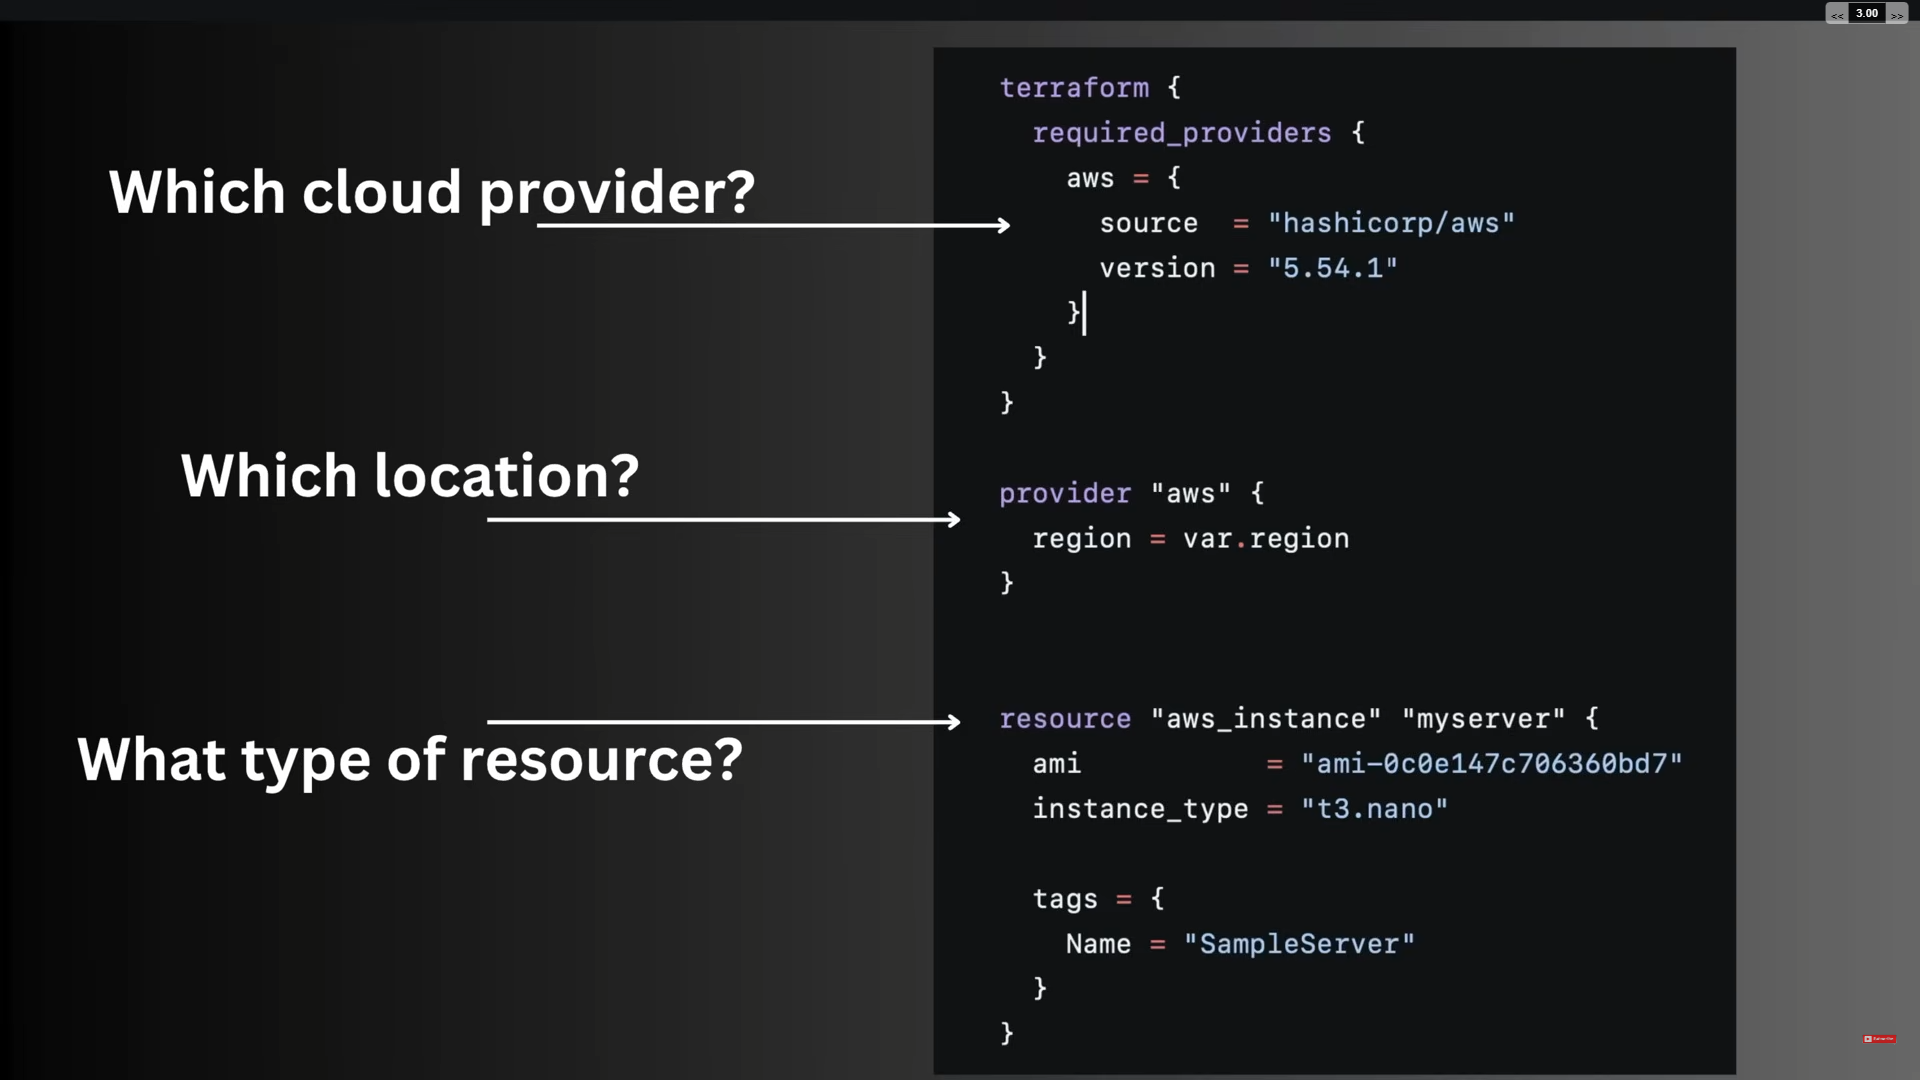 << 3.00 >>
Which cloud provider?
Which location?
What type of resource?
terraform {
  required_providers {
    aws = {
      source  = "hashicorp/aws"
      version = "5.54.1"
    }
  }
}
provider "aws" {
  region = var.region
}
resource "aws_instance" "myserver" {
  ami           = "ami-0c0e147c706360bd7"
  instance_type = "t3.nano"
  tags = {
    Name = "SampleServer"
  }
}